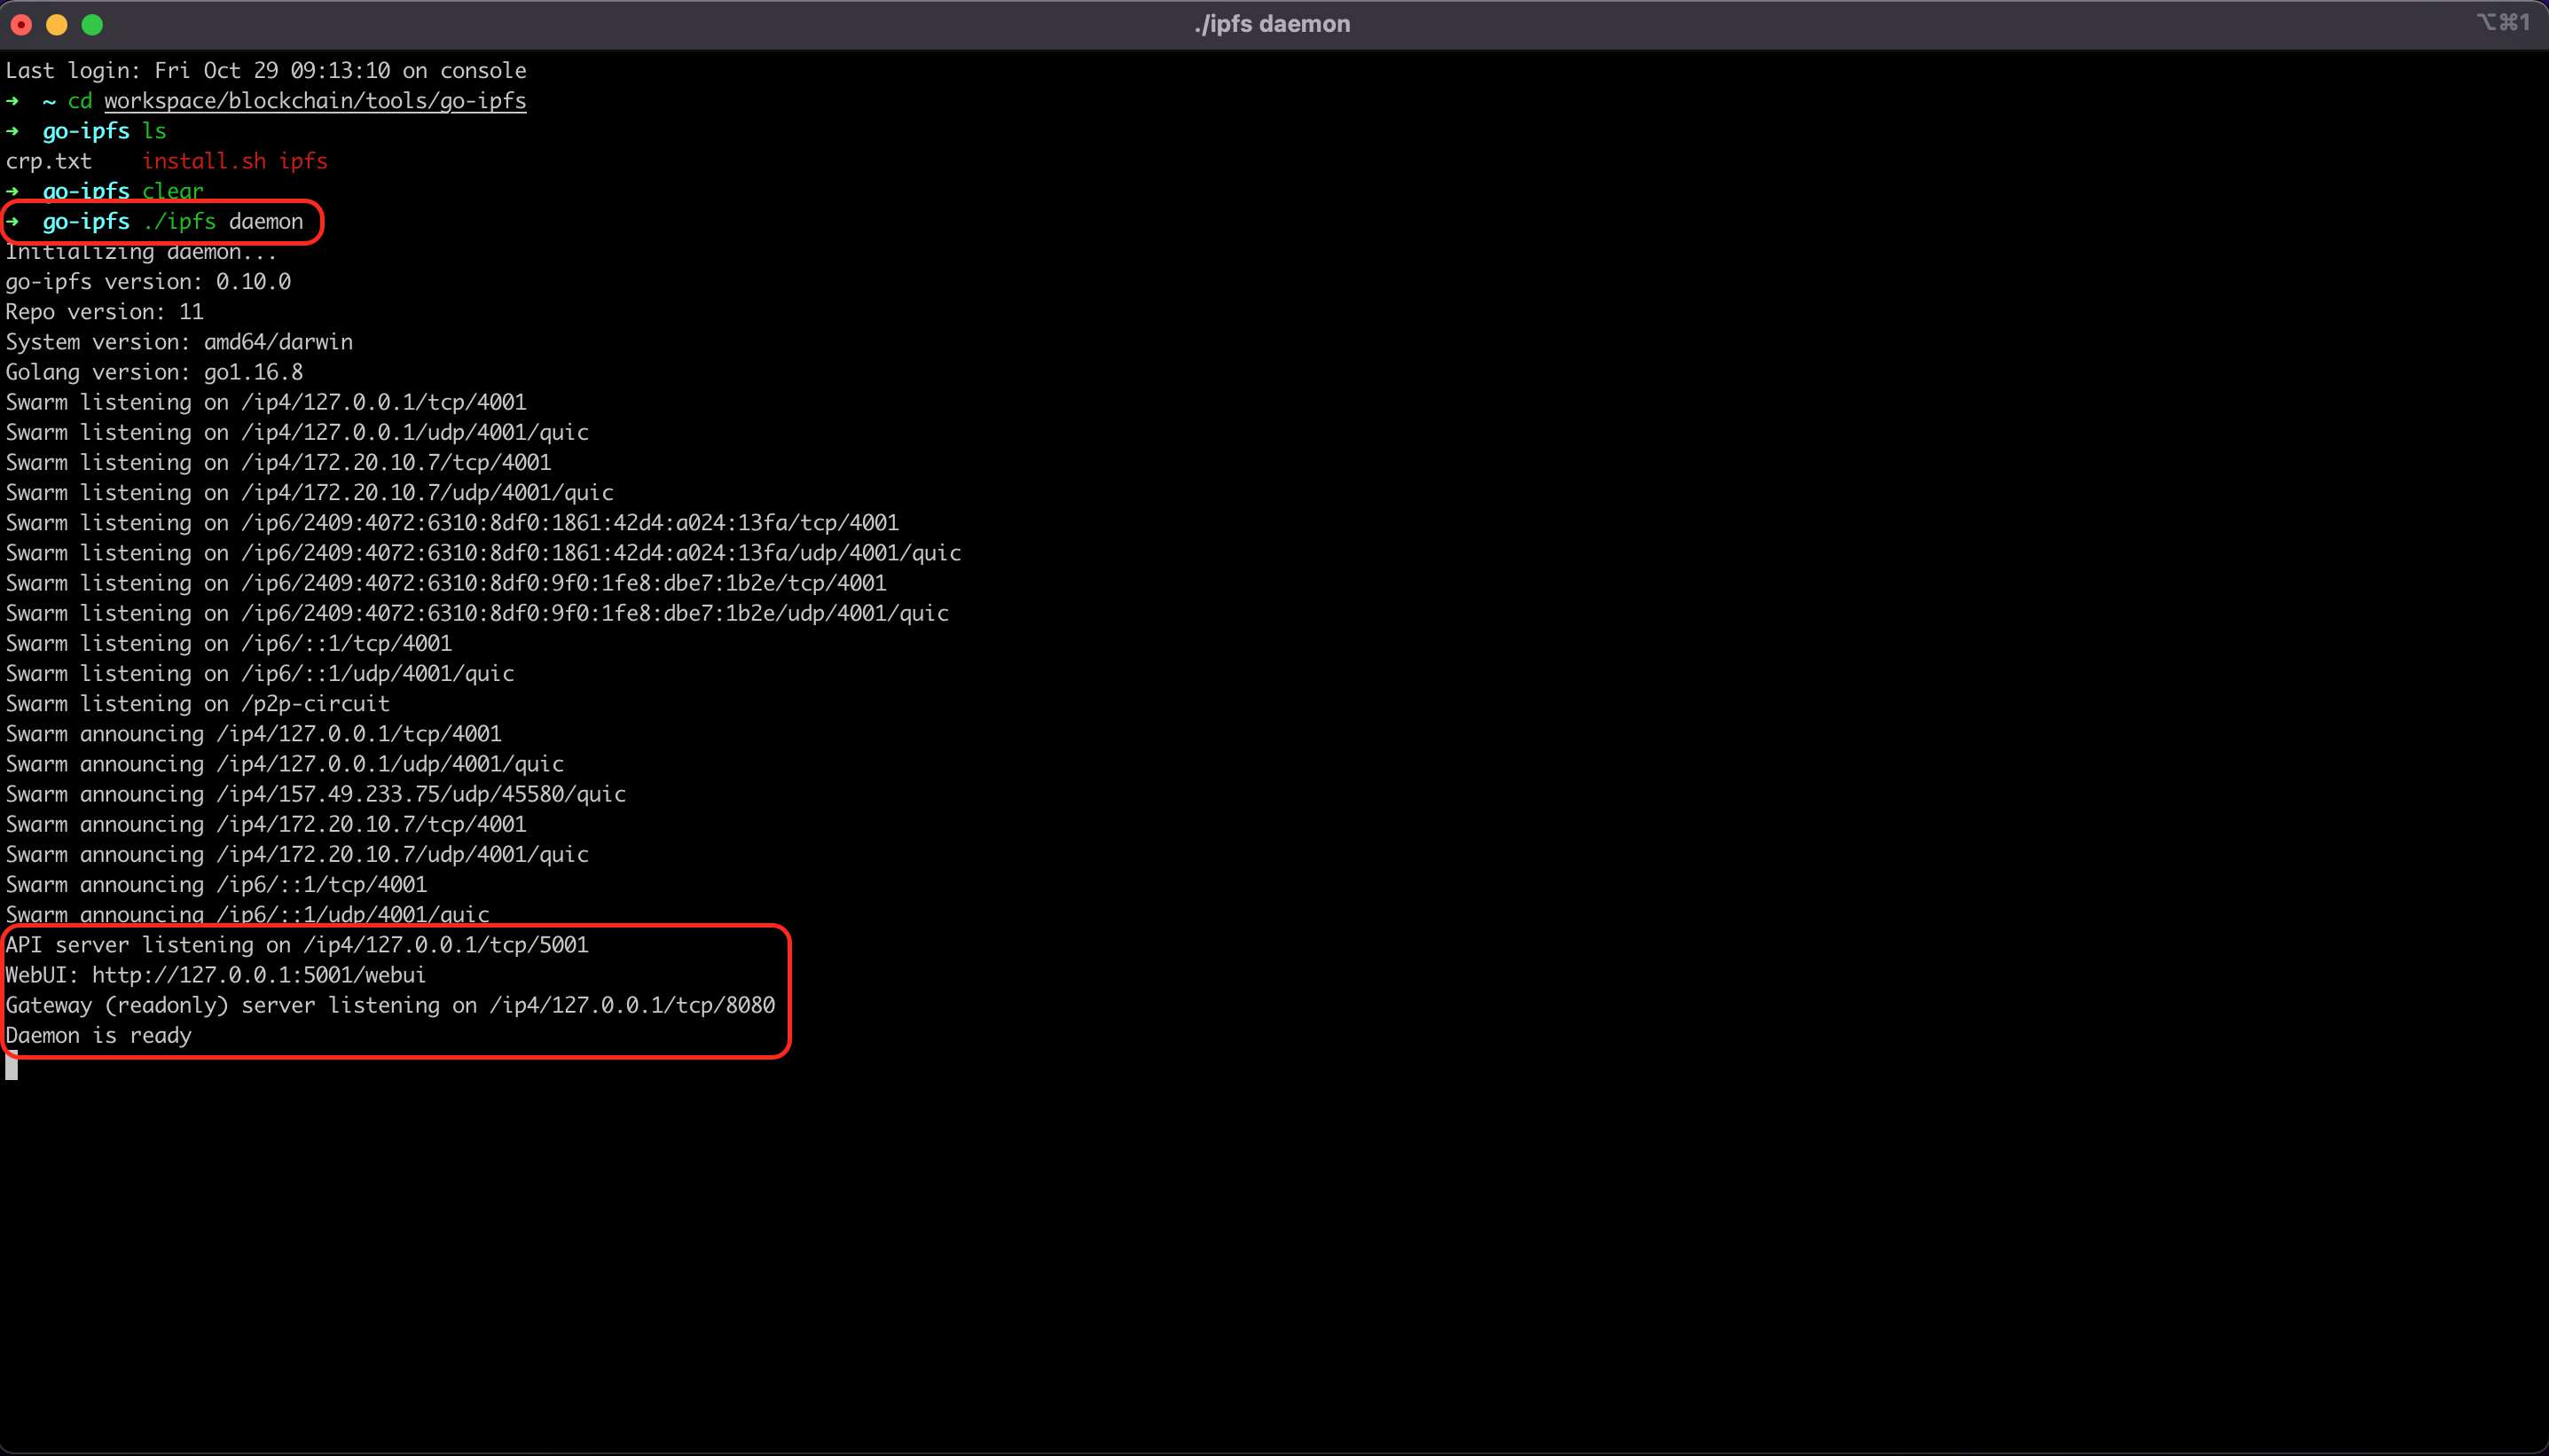 ./ipfs daemon
⌥⌘1
Last login: Fri Oct 29 09:13:10 on console
➜  ~ cd workspace/blockchain/tools/go-ipfs
➜  go-ipfs ls
crp.txt    install.sh ipfs
➜  go-ipfs clear
➜  go-ipfs ./ipfs daemon
Initializing daemon...
go-ipfs version: 0.10.0
Repo version: 11
System version: amd64/darwin
Golang version: go1.16.8
Swarm listening on /ip4/127.0.0.1/tcp/4001
Swarm listening on /ip4/127.0.0.1/udp/4001/quic
Swarm listening on /ip4/172.20.10.7/tcp/4001
Swarm listening on /ip4/172.20.10.7/udp/4001/quic
Swarm listening on /ip6/2409:4072:6310:8df0:1861:42d4:a024:13fa/tcp/4001
Swarm listening on /ip6/2409:4072:6310:8df0:1861:42d4:a024:13fa/udp/4001/quic
Swarm listening on /ip6/2409:4072:6310:8df0:9f0:1fe8:dbe7:1b2e/tcp/4001
Swarm listening on /ip6/2409:4072:6310:8df0:9f0:1fe8:dbe7:1b2e/udp/4001/quic
Swarm listening on /ip6/::1/tcp/4001
Swarm listening on /ip6/::1/udp/4001/quic
Swarm listening on /p2p-circuit
Swarm announcing /ip4/127.0.0.1/tcp/4001
Swarm announcing /ip4/127.0.0.1/udp/4001/quic
Swarm announcing /ip4/157.49.233.75/udp/45580/quic
Swarm announcing /ip4/172.20.10.7/tcp/4001
Swarm announcing /ip4/172.20.10.7/udp/4001/quic
Swarm announcing /ip6/::1/tcp/4001
Swarm announcing /ip6/::1/udp/4001/quic
API server listening on /ip4/127.0.0.1/tcp/5001
WebUI: http://127.0.0.1:5001/webui
Gateway (readonly) server listening on /ip4/127.0.0.1/tcp/8080
Daemon is ready